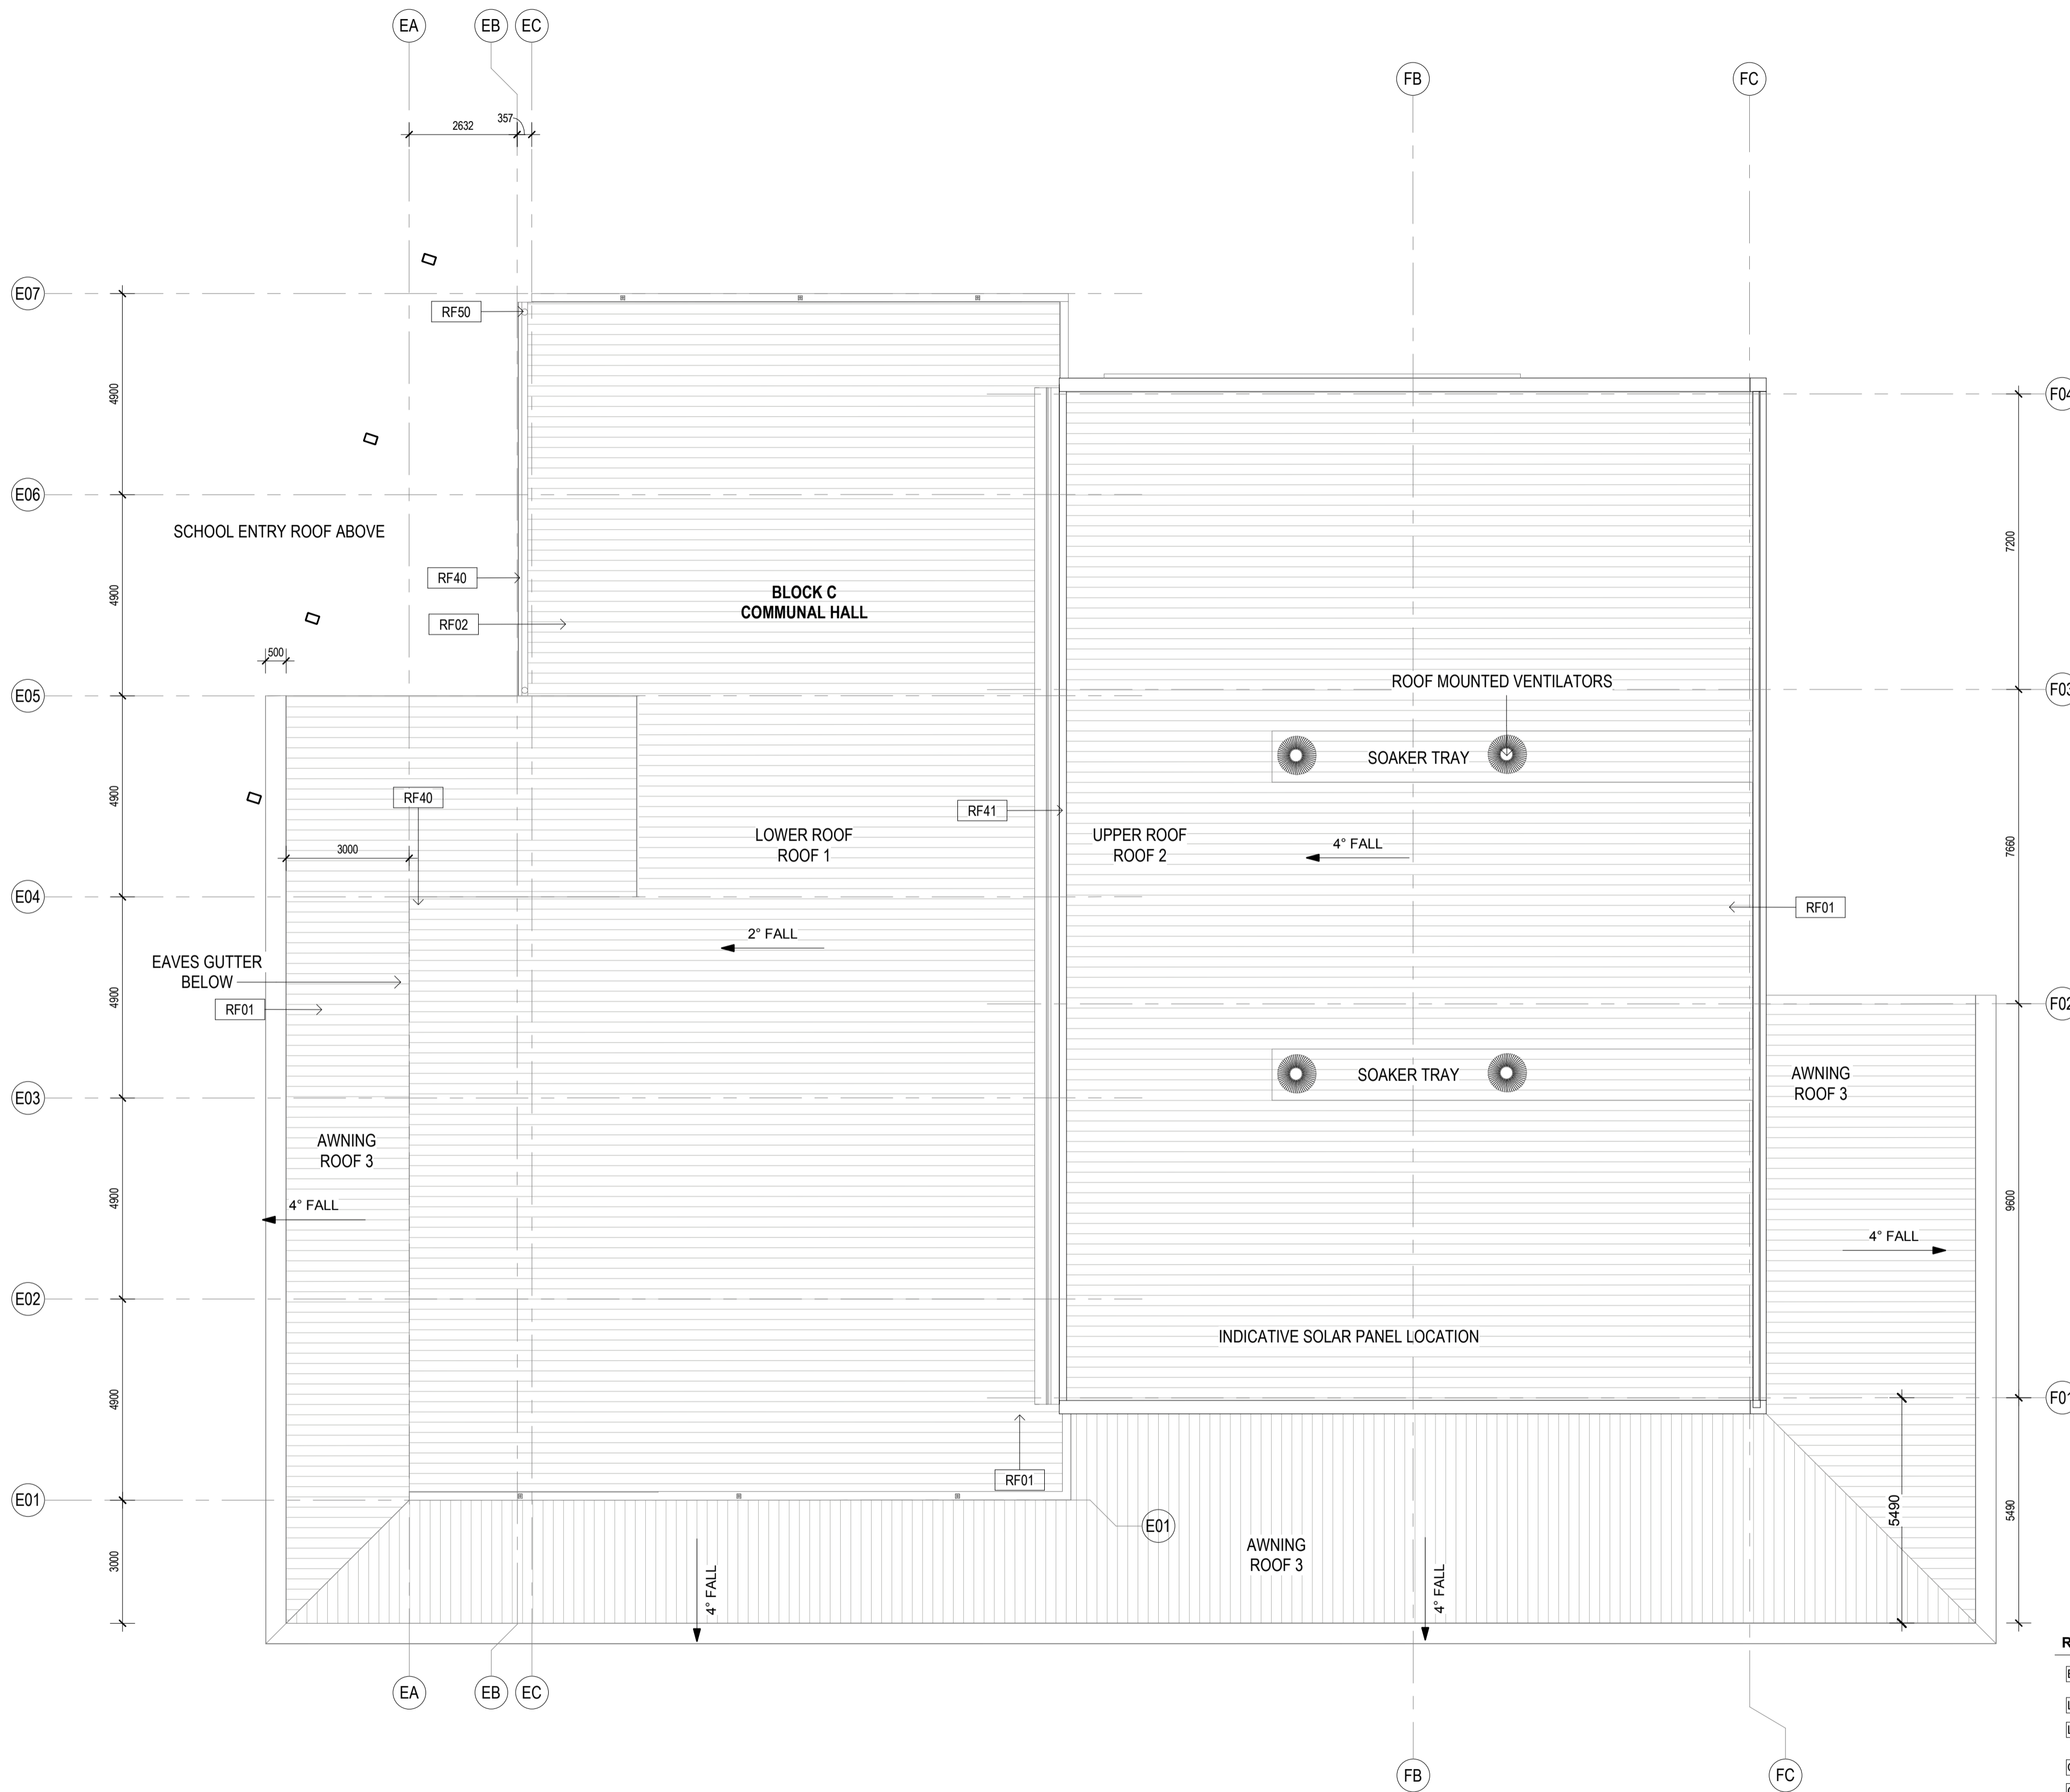 EA
EB
EC
FB
FC
2632
357
E07
RF50
F04
4900
E06
SCHOOL ENTRY ROOF ABOVE
7200
RF40
BLOCK C
COMMUNAL HALL
4900
RF02
500
E05
ROOF MOUNTED VENTILATORS
F03
SOAKER TRAY
4900
RF40
RF41
LOWER ROOF
ROOF 1
UPPER ROOF
ROOF 2
4° FALL
3000
7660
E04
RF01
2° FALL
EAVES GUTTER
BELOW
4900
RF01
F02
SOAKER TRAY
AWNING
ROOF 3
E03
AWNING
ROOF 3
4900
4° FALL
9600
4° FALL
E02
INDICATIVE SOLAR PANEL LOCATION
4900
F01
RF01
E01
5490
5490
E01
AWNING
ROOF 3
3000
4° FALL
4° FALL
R
EA
EB
EC
FB
FC